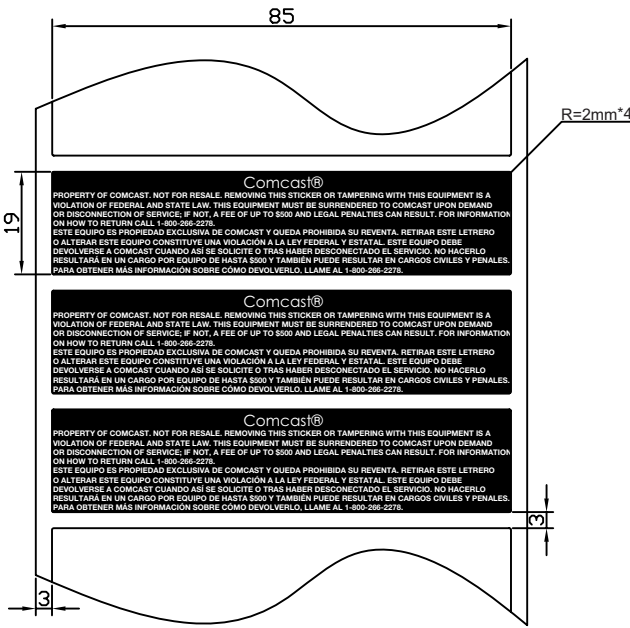 85
R=2mm*4
19
Comcast®
PROPERTY OF COMCAST. NOT FOR RESALE. REMOVING THIS STICKER OR TAMPERING WITH THIS EQUIPMENT IS A
VIOLATION OF FEDERAL AND STATE LAW. THIS EQUIPMENT MUST BE SURRENDERED TO COMCAST UPON DEMAND
OR DISCONNECTION OF SERVICE; IF NOT, A FEE OF UP TO $500 AND LEGAL PENALTIES CAN RESULT. FOR INFORMATION
ON HOW TO RETURN CALL 1-800-266-2278.
ESTE EQUIPO ES PROPIEDAD EXCLUSIVA DE COMCAST Y QUEDA PROHIBIDA SU REVENTA. RETIRAR ESTE LETRERO
O ALTERAR ESTE EQUIPO CONSTITUYE UNA VIOLACIÓN A LA LEY FEDERAL Y ESTATAL. ESTE EQUIPO DEBE
DEVOLVERSE A COMCAST CUANDO ASÍ SE SOLICITE O TRAS HABER DESCONECTADO EL SERVICIO. NO HACERLO
RESULTARÁ EN UN CARGO POR EQUIPO DE HASTA $500 Y TAMBIÉN PUEDE RESULTAR EN CARGOS CIVILES Y PENALES.
PARA OBTENER MÁS INFORMACIÓN SOBRE CÓMO DEVOLVERLO, LLAME AL 1-800-266-2278.
Comcast®
PROPERTY OF COMCAST. NOT FOR RESALE. REMOVING THIS STICKER OR TAMPERING WITH THIS EQUIPMENT IS A
VIOLATION OF FEDERAL AND STATE LAW. THIS EQUIPMENT MUST BE SURRENDERED TO COMCAST UPON DEMAND
OR DISCONNECTION OF SERVICE; IF NOT, A FEE OF UP TO $500 AND LEGAL PENALTIES CAN RESULT. FOR INFORMATION
ON HOW TO RETURN CALL 1-800-266-2278.
ESTE EQUIPO ES PROPIEDAD EXCLUSIVA DE COMCAST Y QUEDA PROHIBIDA SU REVENTA. RETIRAR ESTE LETRERO
O ALTERAR ESTE EQUIPO CONSTITUYE UNA VIOLACIÓN A LA LEY FEDERAL Y ESTATAL. ESTE EQUIPO DEBE
DEVOLVERSE A COMCAST CUANDO ASÍ SE SOLICITE O TRAS HABER DESCONECTADO EL SERVICIO. NO HACERLO
RESULTARÁ EN UN CARGO POR EQUIPO DE HASTA $500 Y TAMBIÉN PUEDE RESULTAR EN CARGOS CIVILES Y PENALES.
PARA OBTENER MÁS INFORMACIÓN SOBRE CÓMO DEVOLVERLO, LLAME AL 1-800-266-2278.
Comcast®
PROPERTY OF COMCAST. NOT FOR RESALE. REMOVING THIS STICKER OR TAMPERING WITH THIS EQUIPMENT IS A
VIOLATION OF FEDERAL AND STATE LAW. THIS EQUIPMENT MUST BE SURRENDERED TO COMCAST UPON DEMAND
OR DISCONNECTION OF SERVICE; IF NOT, A FEE OF UP TO $500 AND LEGAL PENALTIES CAN RESULT. FOR INFORMATION
ON HOW TO RETURN CALL 1-800-266-2278.
ESTE EQUIPO ES PROPIEDAD EXCLUSIVA DE COMCAST Y QUEDA PROHIBIDA SU REVENTA. RETIRAR ESTE LETRERO
O ALTERAR ESTE EQUIPO CONSTITUYE UNA VIOLACIÓN A LA LEY FEDERAL Y ESTATAL. ESTE EQUIPO DEBE
DEVOLVERSE A COMCAST CUANDO ASÍ SE SOLICITE O TRAS HABER DESCONECTADO EL SERVICIO. NO HACERLO
RESULTARÁ EN UN CARGO POR EQUIPO DE HASTA $500 Y TAMBIÉN PUEDE RESULTAR EN CARGOS CIVILES Y PENALES.
PARA OBTENER MÁS INFORMACIÓN SOBRE CÓMO DEVOLVERLO, LLAME AL 1-800-266-2278.
3
3